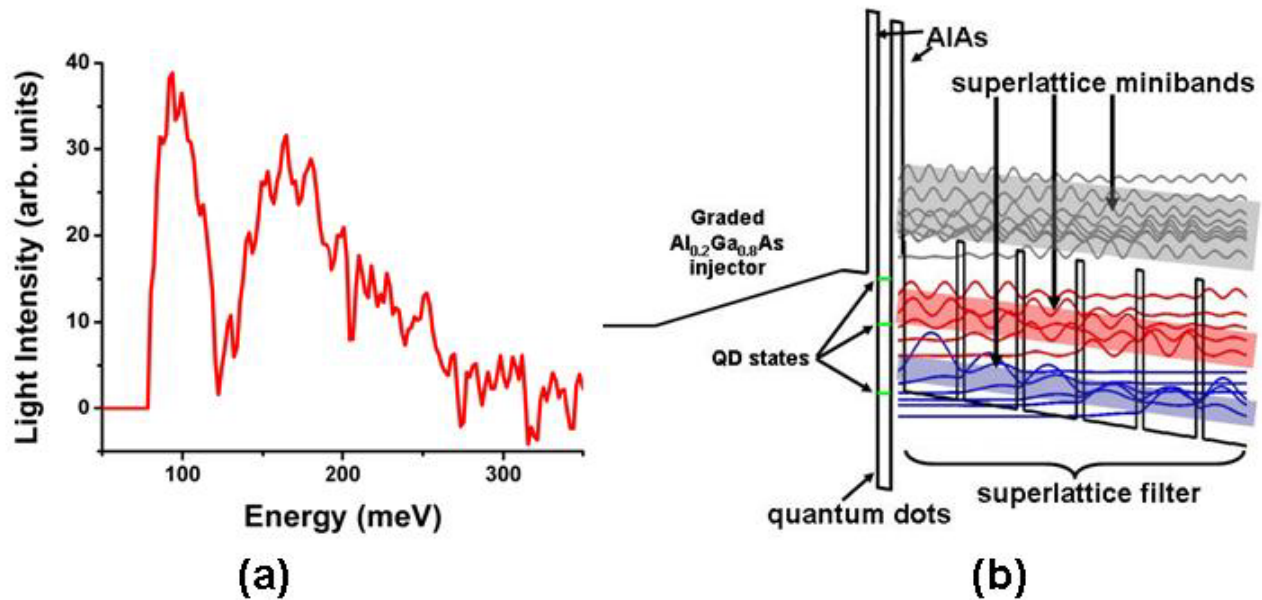 Light Intensity (arb. units)
40
30
20
10
0
100
200
300
Energy (meV)
(a)
AlAs
superlattice minibands
Graded
Al0.2Ga0.8As
injector
QD states
superlattice filter
quantum dots
(b)